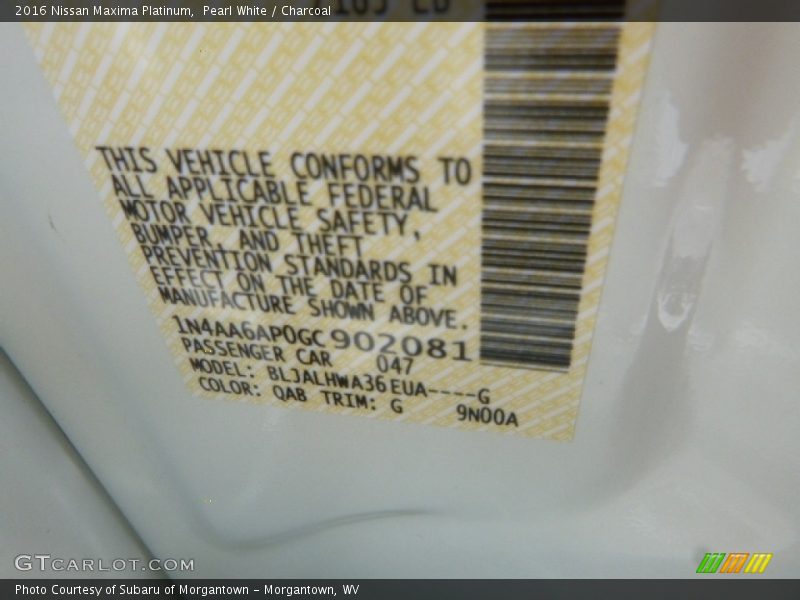 2016 Nissan Maxima Platinum, Pearl White / Charcoal
THIS VEHICLE CONFORMS TO
ALL APPLICABLE FEDERAL
MOTOR VEHICLE SAFETY,
BUMPER, AND THEFT
PREVENTION STANDARDS IN
EFFECT ON THE DATE OF
MANUFACTURE SHOWN ABOVE.
1N4AA6AP0GC902081
PASSENGER CAR 047
MODEL: BLJALHWA36EUA----G
COLOR: QAB TRIM: G 9N00A
GTCARLOT.COM
Photo Courtesy of Subaru of Morgantown - Morgantown, WV